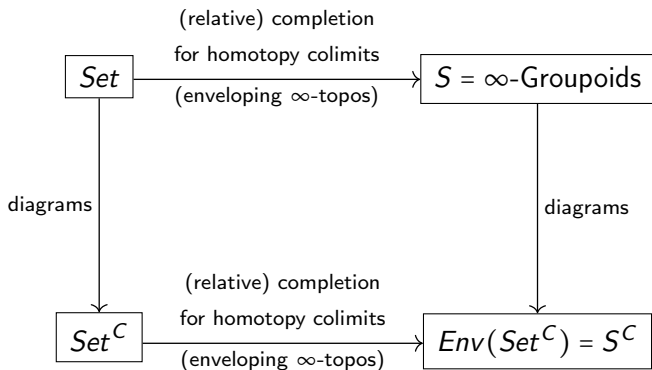 (relative) completion
for homotopy colimits
Set
(enveloping ∞-topos)
S = ∞-Groupoids
diagrams
diagrams
(relative) completion
for homotopy colimits
Set^C
(enveloping ∞-topos)
Env(Set^C) = S^C